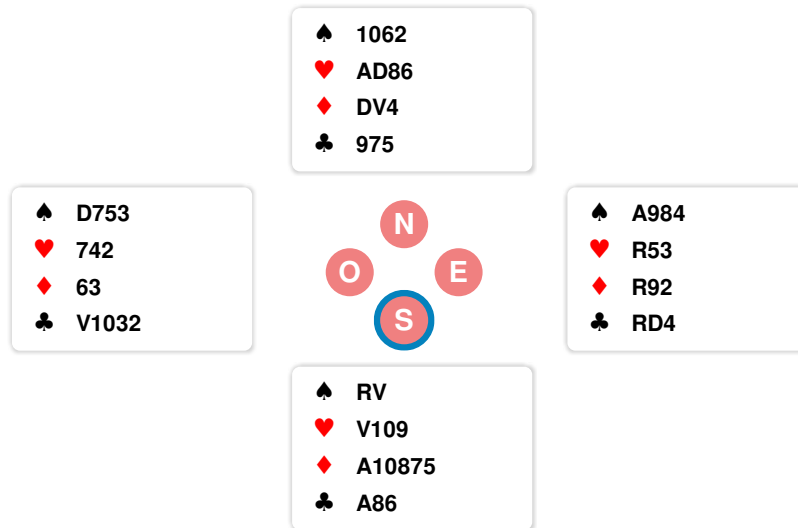 ♠ 1062
♥ AD86
♦ DV4
♣ 975
♠ D753
♥ 742
♦ 63
♣ V1032
N
O E
S
♠ A984
♥ R53
♦ R92
♣ RD4
♠ RV
♥ V109
♦ A10875
♣ A86